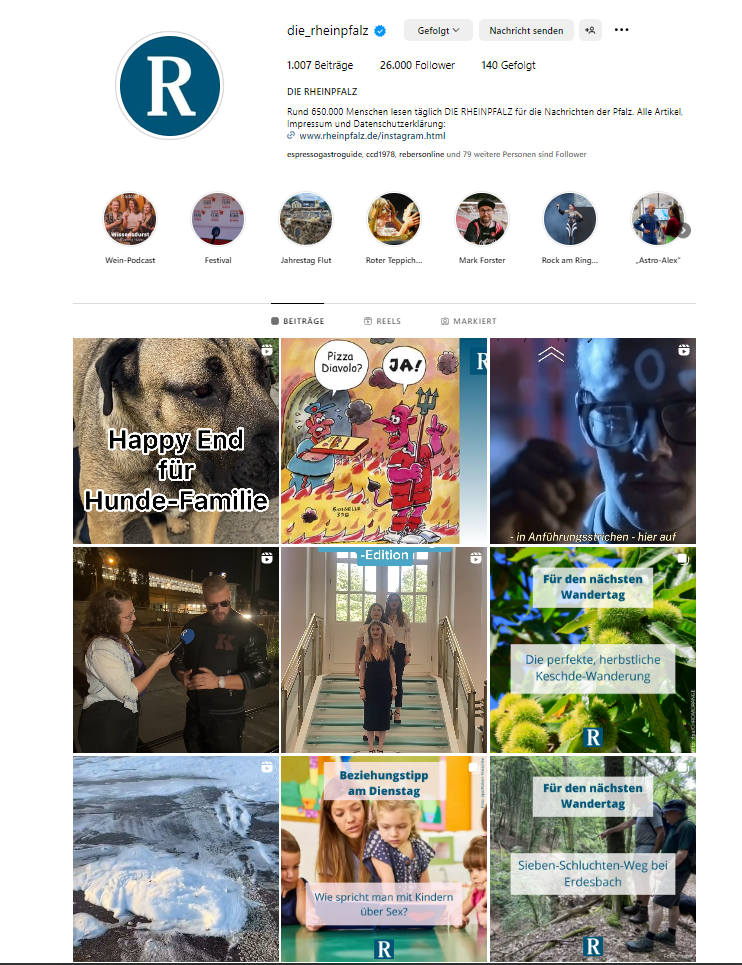 die_rheinpfalz
Gefolgt
Nachricht senden
1.007 Beiträge
26.000 Follower
140 Gefolgt
R
DIE RHEINPFALZ
Rund 650.000 Menschen lesen täglich DIE RHEINPFALZ für die Nachrichten der Pfalz. Alle Artikel,
Impressum und Datenschutzerklärung:
www.rheinpfalz.de/instagram.html
espressogastroguide, ccd1978, rebersonline und 79 weitere Personen sind Follower
Wissensdurst
Wein-Podcast
Festival
Jahrestag Flut
Roter Teppich...
Mark Forster
Rock am Ring...
„Astro-Alex“
BEITRÄGE
REELS
MARKIERT
Happy End
für
Hunde-Familie
Pizza
Diavolo?
JA!
R
- in Anführungsstrichen - hier auf
K
-Edition
Für den nächsten
Wandertag
Die perfekte, herbstliche
Keschde-Wanderung
R
Beziehungstipp
am Dienstag
Wie spricht man mit Kindern
über Sex?
R
Für den nächsten
Wandertag
Sieben-Schluchten-Weg bei
Erdesbach
R